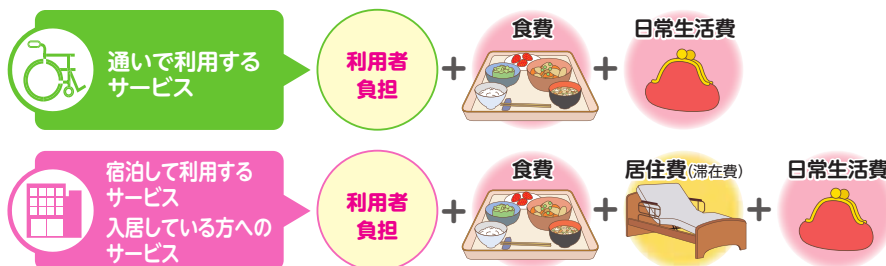 通いで利用する
サービス
利用者
負担
+
食費
+
日常生活費
宿泊して利用する
サービス
入居している方への
サービス
利用者
負担
+
食費
+
居住費(滞在費)
+
日常生活費